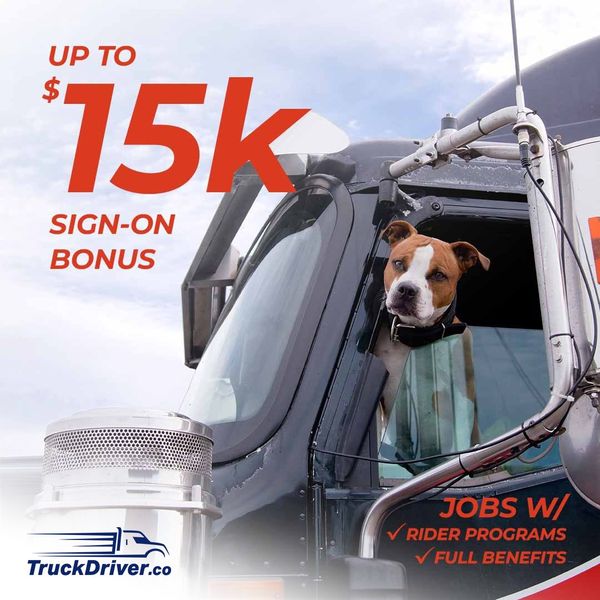 UP TO
$15k
SIGN-ON
BONUS
JOBS W/
✓ RIDER PROGRAMS
✓ FULL BENEFITS
TruckDriver.co